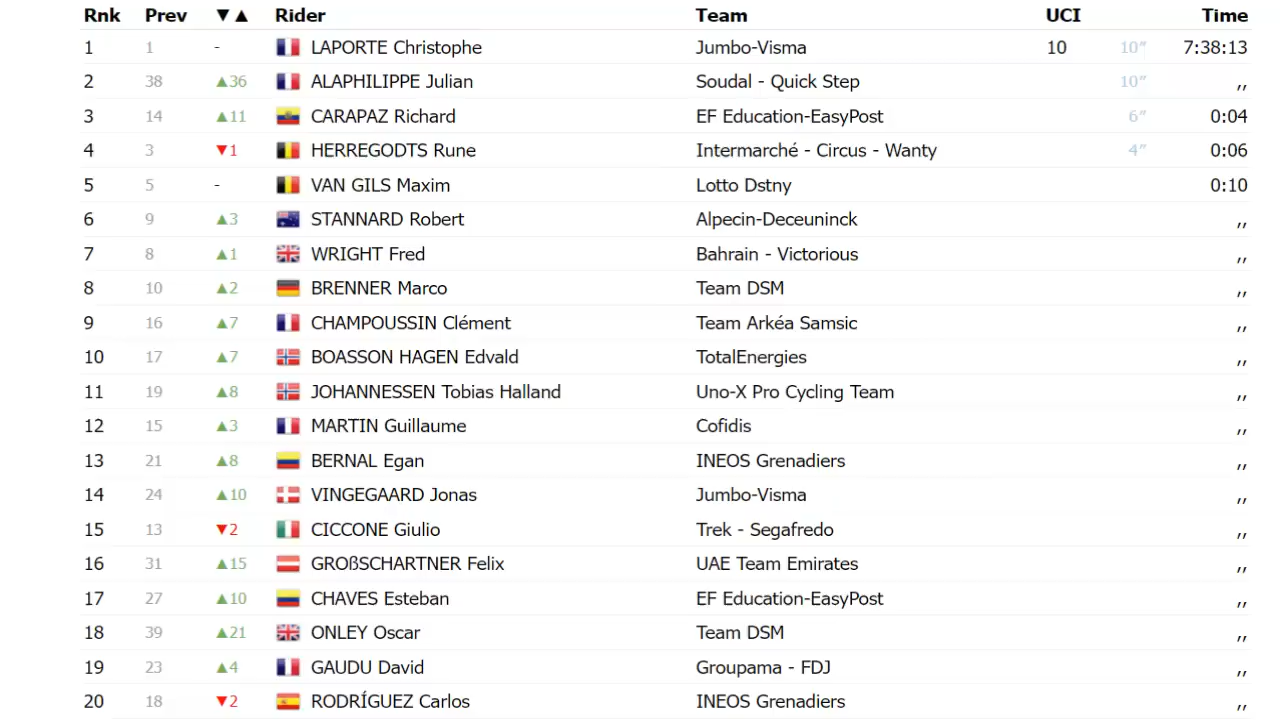 Rnk Prev ▼▲ Rider Team UCI Time
1 1 - LAPORTE Christophe Jumbo-Visma 10 10″ 7:38:13
2 38 ▲36 ALAPHILIPPE Julian Soudal - Quick Step 10″ ,,
3 14 ▲11 CARAPAZ Richard EF Education-EasyPost 6″ 0:04
4 3 ▼1 HERREGODTS Rune Intermarché - Circus - Wanty 4″ 0:06
5 5 - VAN GILS Maxim Lotto Dstny 0:10
6 9 ▲3 STANNARD Robert Alpecin-Deceuninck ,,
7 8 ▲1 WRIGHT Fred Bahrain - Victorious ,,
8 10 ▲2 BRENNER Marco Team DSM ,,
9 16 ▲7 CHAMPOUSSIN Clément Team Arkéa Samsic ,,
10 17 ▲7 BOASSON HAGEN Edvald TotalEnergies ,,
11 19 ▲8 JOHANNESSEN Tobias Halland Uno-X Pro Cycling Team ,,
12 15 ▲3 MARTIN Guillaume Cofidis ,,
13 21 ▲8 BERNAL Egan INEOS Grenadiers ,,
14 24 ▲10 VINGEGAARD Jonas Jumbo-Visma ,,
15 13 ▼2 CICCONE Giulio Trek - Segafredo ,,
16 31 ▲15 GROßSCHARTNER Felix UAE Team Emirates ,,
17 27 ▲10 CHAVES Esteban EF Education-EasyPost ,,
18 39 ▲21 ONLEY Oscar Team DSM ,,
19 23 ▲4 GAUDU David Groupama - FDJ ,,
20 18 ▼2 RODRÍGUEZ Carlos INEOS Grenadiers ,,